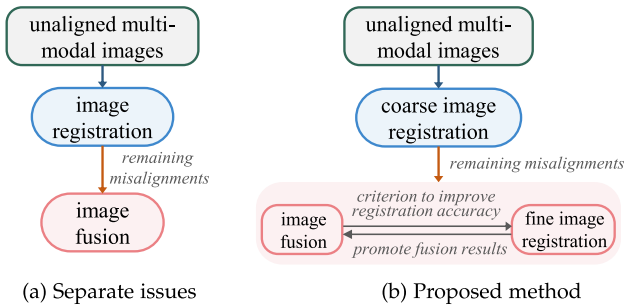 unaligned multi-
modal images
image
registration
remaining
misalignments
image
fusion
(a) Separate issues
unaligned multi-
modal images
coarse image
registration
remaining misalignments
criterion to improve
registration accuracy
image
fusion
fine image
registration
promote fusion results
(b) Proposed method